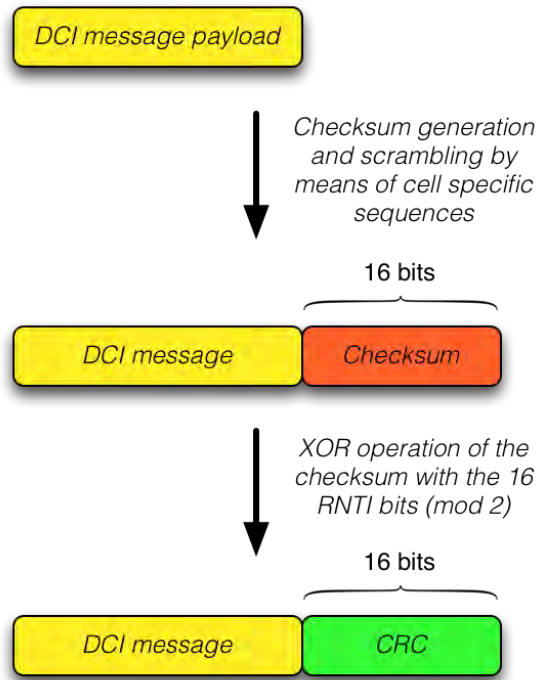 DCI message payload
Checksum generation
and scrambling by
means of cell specific
sequences
16 bits
DCI message
Checksum
XOR operation of the
checksum with the 16
RNTI bits (mod 2)
16 bits
DCI message
CRC